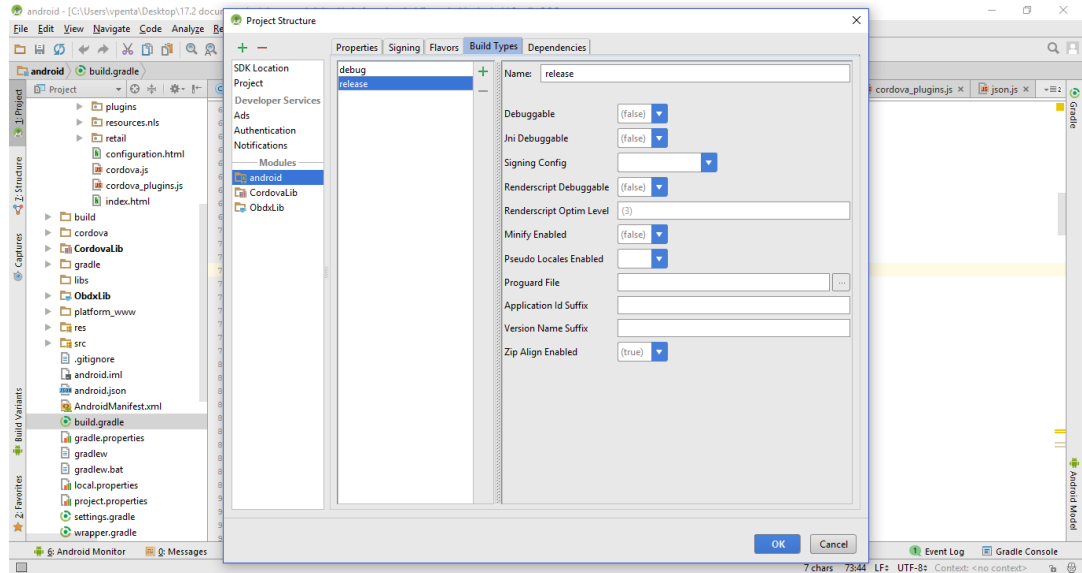 android - [C:\Users\vpenta\Desktop\17.2 docu
File Edit View Navigate Code Analyze Re
android build.gradle
Project
plugins
resources.nls
retail
configuration.html
cordova.js
cordova_plugins.js
index.html
build
cordova
CordovaLib
gradle
libs
ObdxLib
platform_www
res
src
.gitignore
android.iml
android.json
AndroidManifest.xml
build.gradle
gradle.properties
gradlew
gradlew.bat
local.properties
project.properties
settings.gradle
wrapper.gradle
1: Project
Z: Structure
Captures
Build Variants
2: Favorites
Project Structure
SDK Location
Project
Developer Services
Ads
Authentication
Notifications
Modules
android
CordovaLib
ObdxLib
Properties Signing Flavors Build Types Dependencies
debug
release
Name: release
Debuggable (false)
Jni Debuggable (false)
Signing Config
Renderscript Debuggable (false)
Renderscript Optim Level (3)
Minify Enabled (false)
Pseudo Locales Enabled
Proguard File ...
Application Id Suffix
Version Name Suffix
Zip Align Enabled (true)
OK Cancel
cordova_plugins.js json.js
Gradle
Android Model
6: Android Monitor 0: Messages
1 Event Log Gradle Console
7 chars 73:44 LF UTF-8 Context: <no context>